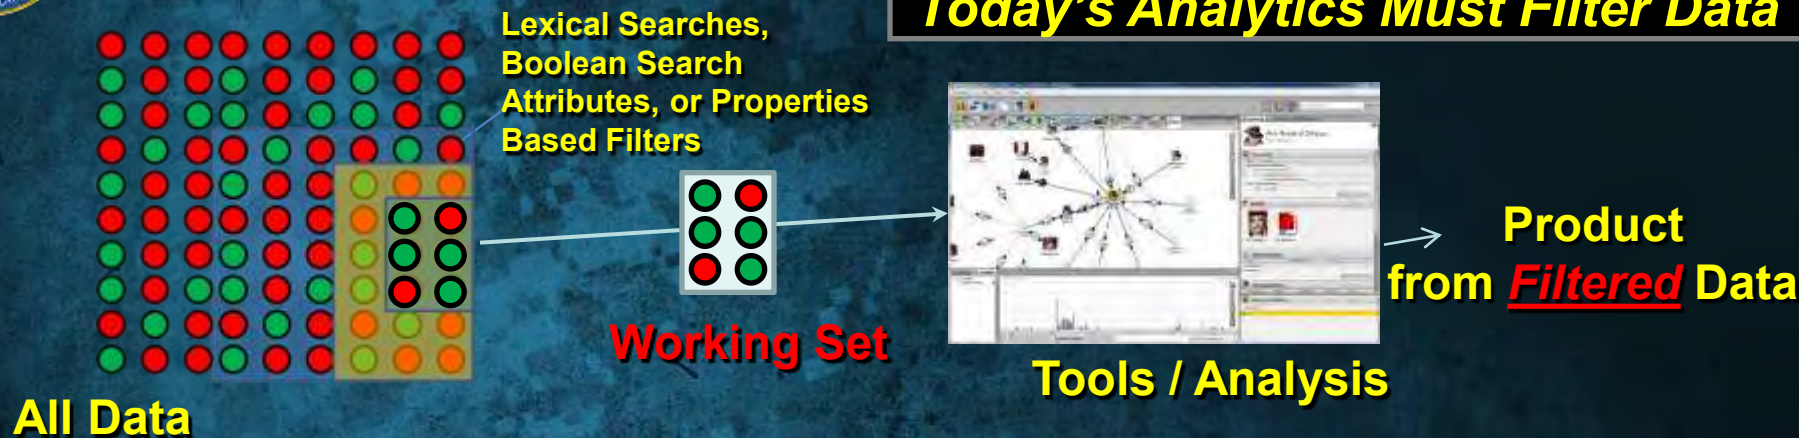 Today's Analytics Must Filter Data
Lexical Searches,
Boolean Search
Attributes, or Properties
Based Filters
Working Set
Tools / Analysis
Product
from Filtered Data
All Data